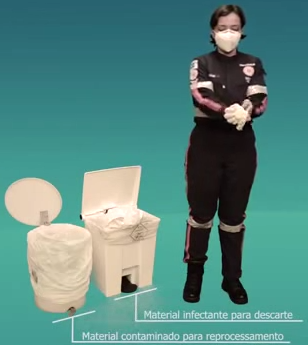 Material infectante para descarte
Material contaminado para reprocessamento